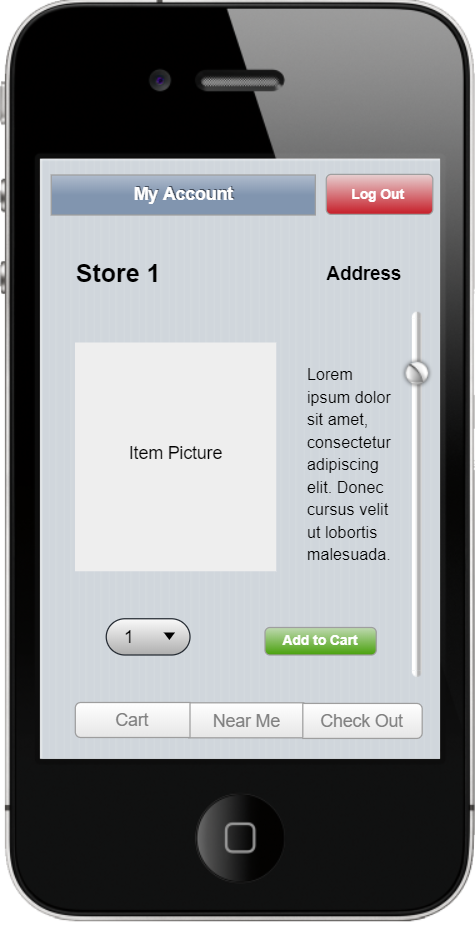 My Account
Log Out
Store 1
Address
Item Picture
Lorem
ipsum dolor
sit amet,
consectetur
adipiscing
elit. Donec
cursus velit
ut lobortis
malesuada.
1
Add to Cart
Cart
Near Me
Check Out